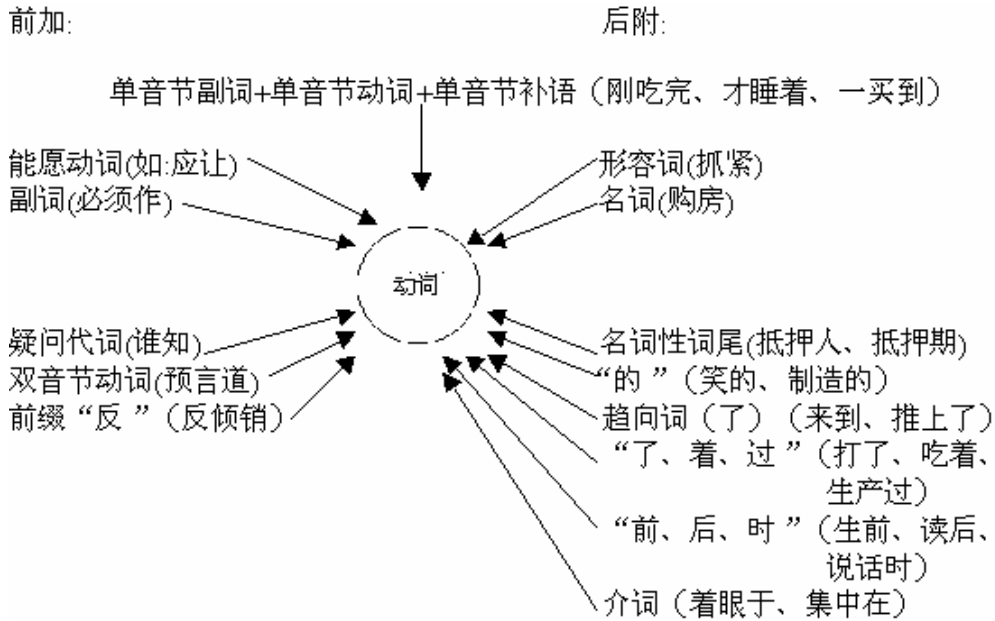 前加: 后附:
单音节副词+单音节动词+单音节补语（刚吃完、才睡着、一买到）
能愿动词(如:应让) 形容词(抓紧)
副词(必须作) 名词(购房)
动词
疑问代词(谁知) 名词性词尾(抵押人、抵押期)
双音节动词(预言道) “的 ”（笑的、制造的）
前缀“反 ”（反倾销） 趋向词（了）（来到、推上了）
“了、着、过 ”（打了、吃着、
生产过）
“前、后、时 ”（生前、读后、
说话时）
介词（着眼于、集中在）